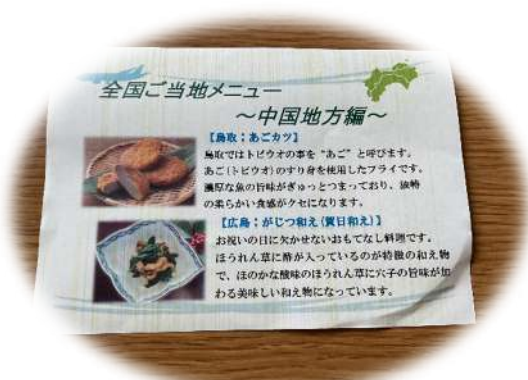 全国ご当地メニュー
～中国地方編～
【鳥取：あごカツ】
鳥取ではトビウオの事を“あご”と呼びます。
あご(トビウオ)のすり身を使用したフライです。
濃厚な魚の旨味がぎゅっとつまっており、独特
の柔らかい食感がクセになります。
【広島：がじつ和え(賀日和え)】
お祝いの日に欠かせないおもてなし料理です。
ほうれん草に酢が入っているのが特徴の和え物
で、ほのかな酸味のほうれん草に穴子の旨味が加
わる美味しい和え物になっています。